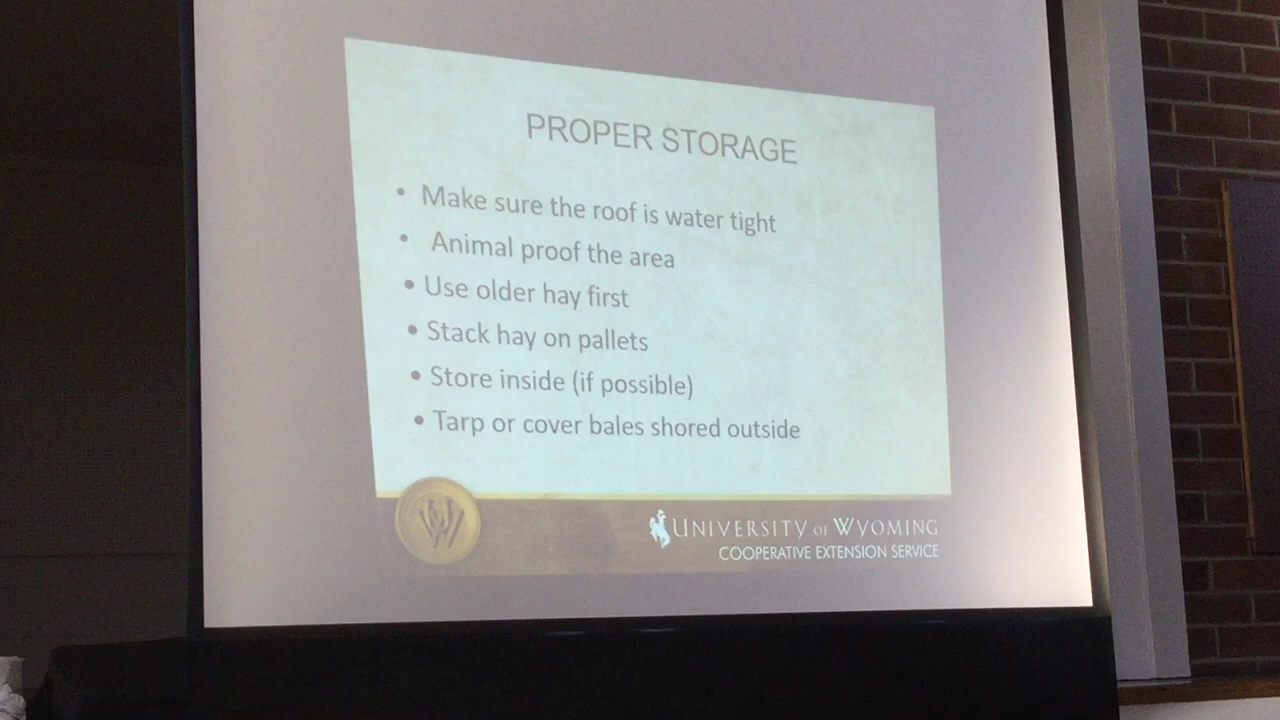 PROPER STORAGE
• Make sure the roof is water tight
• Animal proof the area
• Use older hay first
• Stack hay on pallets
• Store inside (if possible)
• Tarp or cover bales shored outside
UNIVERSITY OF WYOMING
COOPERATIVE EXTENSION SERVICE